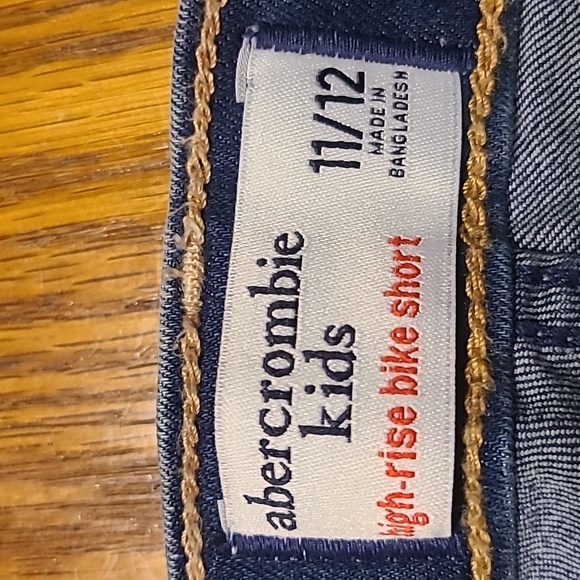 abercrombie
kids
high-rise bike short
11/12
MADE IN
BANGLADESH